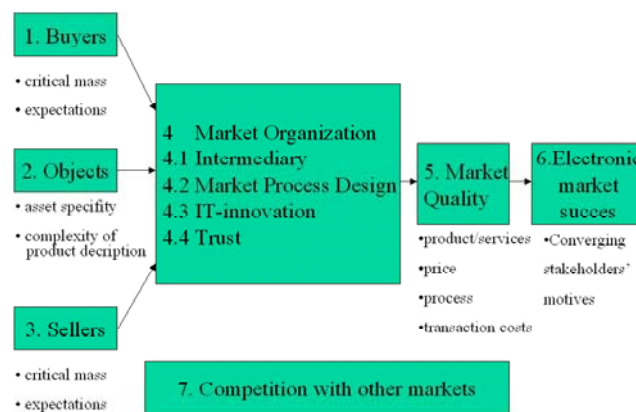 1. Buyers
• critical mass
• expectations
2. Objects
• asset specifity
• complexity of
product decription
3. Sellers
• critical mass
• expectations
4 Market Organization
4.1 Intermediary
4.2 Market Process Design
4.3 IT-innovation
4.4 Trust
5. Market
Quality
•product/services
•price
•process
•transaction costs
6.Electronic
market
succes
•Converging
stakeholders’
motives
7. Competition with other markets